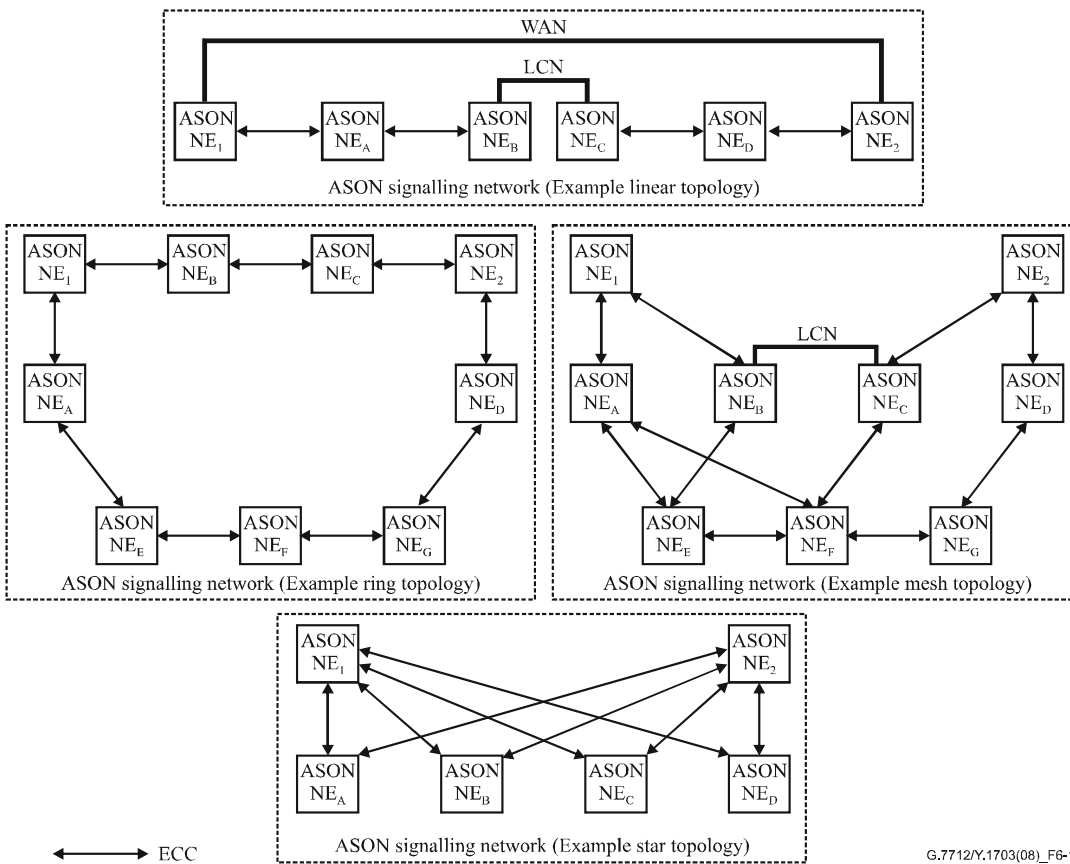 WAN
LCN
ASON
NE1
ASON
NEA
ASON
NEB
ASON
NEC
ASON
NED
ASON
NE2
ASON signalling network (Example linear topology)
ASON
NE1
ASON
NEB
ASON
NEC
ASON
NE2
ASON
NEA
ASON
NED
ASON
NEE
ASON
NEF
ASON
NEG
ASON signalling network (Example ring topology)
ASON
NE1
ASON
NE2
LCN
ASON
NEA
ASON
NEB
ASON
NEC
ASON
NED
ASON
NEE
ASON
NEF
ASON
NEG
ASON signalling network (Example mesh topology)
ASON
NE1
ASON
NE2
ASON
NEA
ASON
NEB
ASON
NEC
ASON
NED
ASON signalling network (Example star topology)
ECC
G.7712/Y.1703(08)_F6-